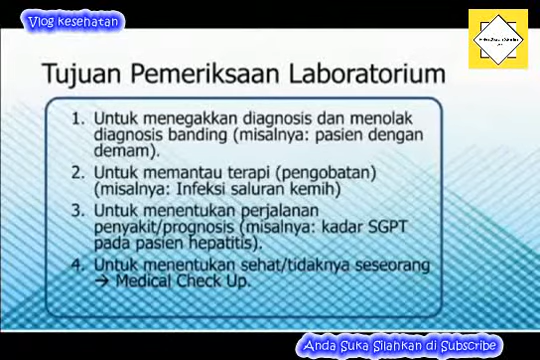 Vlog kesehatan
Tujuan Pemeriksaan Laboratorium
1. Untuk menegakkan diagnosis dan menolak
diagnosis banding (misalnya: pasien dengan
demam).
2. Untuk memantau terapi (pengobatan)
(misalnya: Infeksi saluran kemih)
3. Untuk menentukan perjalanan
penyakit/prognosis (misalnya: kadar SGPT
pada pasien hepatitis).
4. Untuk menentukan sehat/tidaknya seseorang
→ Medical Check Up.
Anda Suka Silahkan di Subscribe